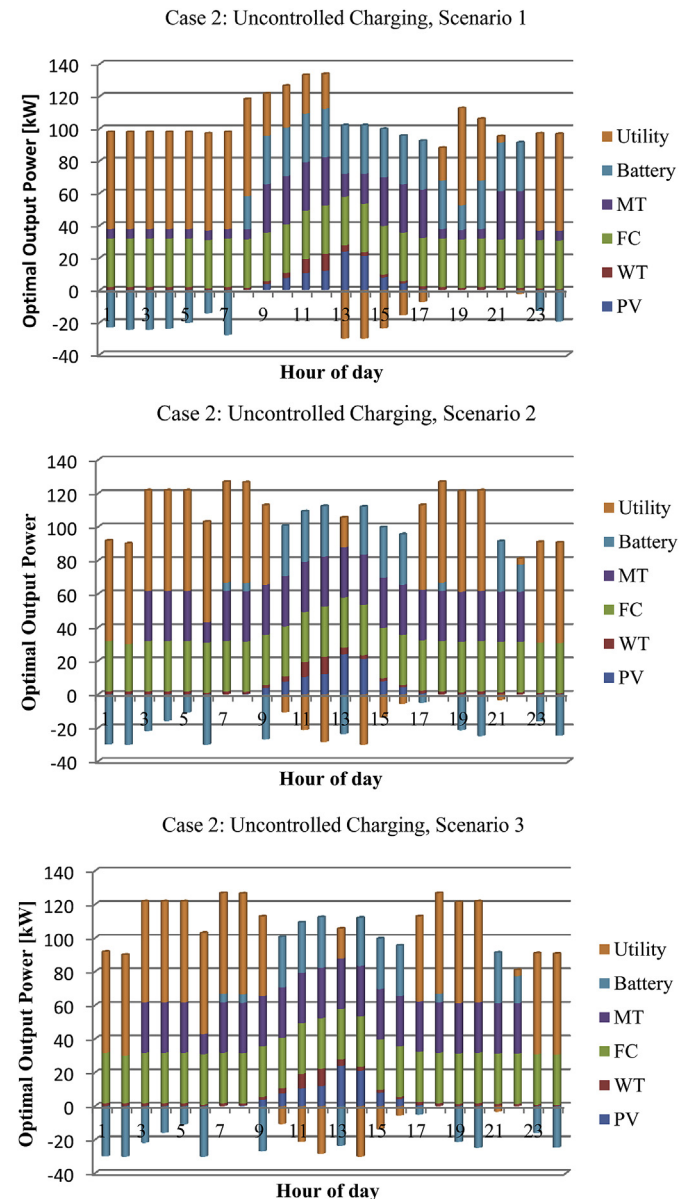 Case 2: Uncontrolled Charging, Scenario 1
Optimal Output Power [kW]
140
120
100
80
60
40
20
0
-20
-40
1 3 5 7 9 11 13 15 17 19 21 23
Hour of day
Utility
Battery
MT
FC
WT
PV
Case 2: Uncontrolled Charging, Scenario 2
Optimal Output Power
140
120
100
80
60
40
20
0
-20
-40
1 3 5 7 9 11 13 15 17 19 21 23
Hour of day
Utility
Battery
MT
FC
WT
PV
Case 2: Uncontrolled Charging, Scenario 3
Optimal Output Power [kW]
140
120
100
80
60
40
20
0
-20
-40
1 3 5 7 9 11 13 15 17 19 21 23
Hour of day
Utility
Battery
MT
FC
WT
PV